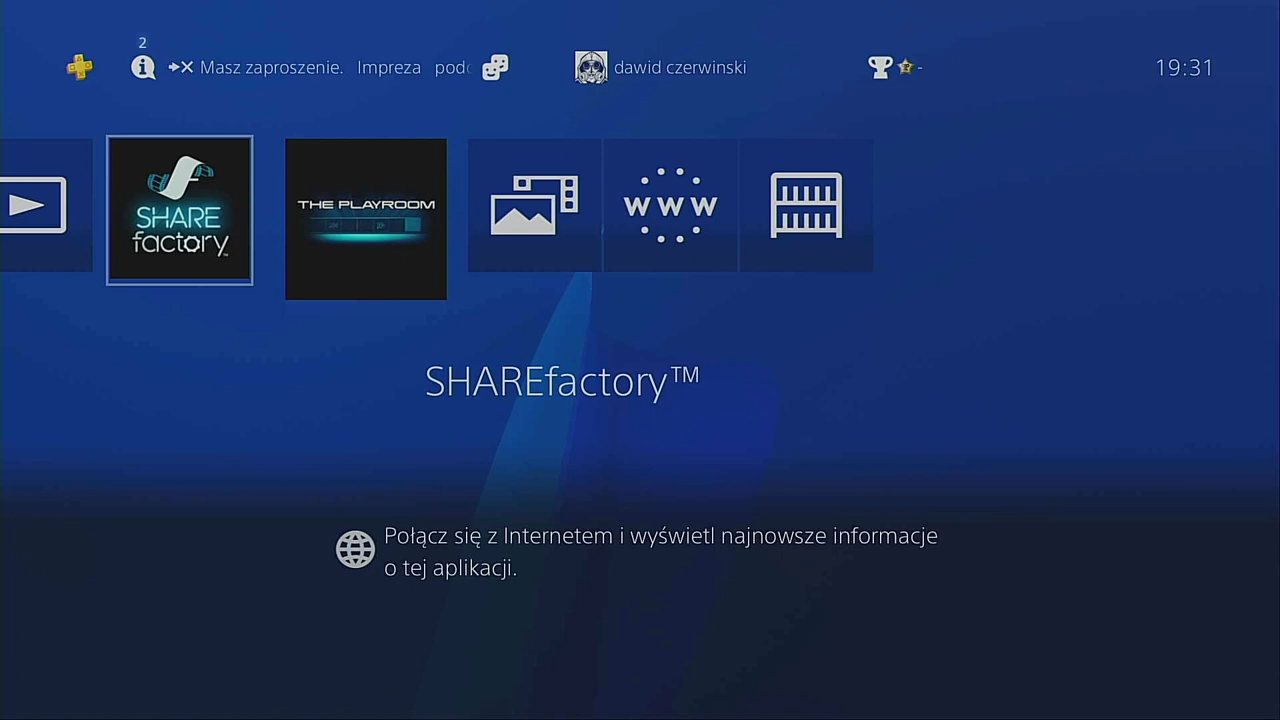 2
Masz zaproszenie. Impreza
dawid czerwinski
-
19:31
SHARE
factory™
THE PLAYROOM
WWW
SHAREfactory™
Połącz się z Internetem i wyświetl najnowsze informacje
o tej aplikacji.